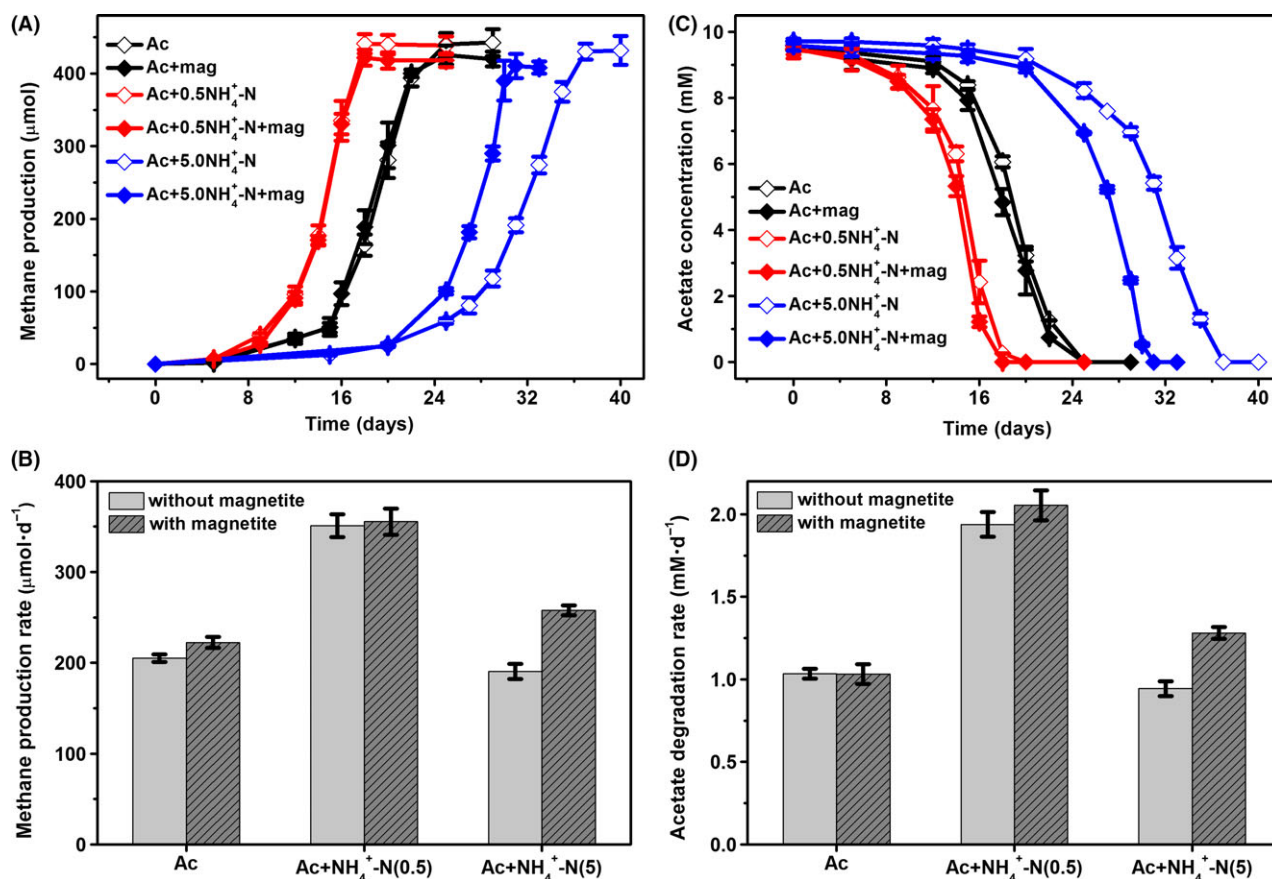 (A)
Methane production (μmol)
400
300
200
100
0
Ac
Ac+mag
Ac+0.5NH₄⁺-N
Ac+0.5NH₄⁺-N+mag
Ac+5.0NH₄⁺-N
Ac+5.0NH₄⁺-N+mag
0 8 16 24 32 40
Time (days)
(C)
Acetate concentration (mM)
10
8
6
4
2
0
Ac
Ac+mag
Ac+0.5NH₄⁺-N
Ac+0.5NH₄⁺-N+mag
Ac+5.0NH₄⁺-N
Ac+5.0NH₄⁺-N+mag
0 8 16 24 32 40
Time (days)
(B)
Methane production rate (μmol·d⁻¹)
400
300
200
100
0
without magnetite
with magnetite
Ac Ac+NH₄⁺-N(0.5) Ac+NH₄⁺-N(5)
(D)
Acetate degradation rate (mM·d⁻¹)
2.0
1.5
1.0
0.5
0.0
without magnetite
with magnetite
Ac Ac+NH₄⁺-N(0.5) Ac+NH₄⁺-N(5)